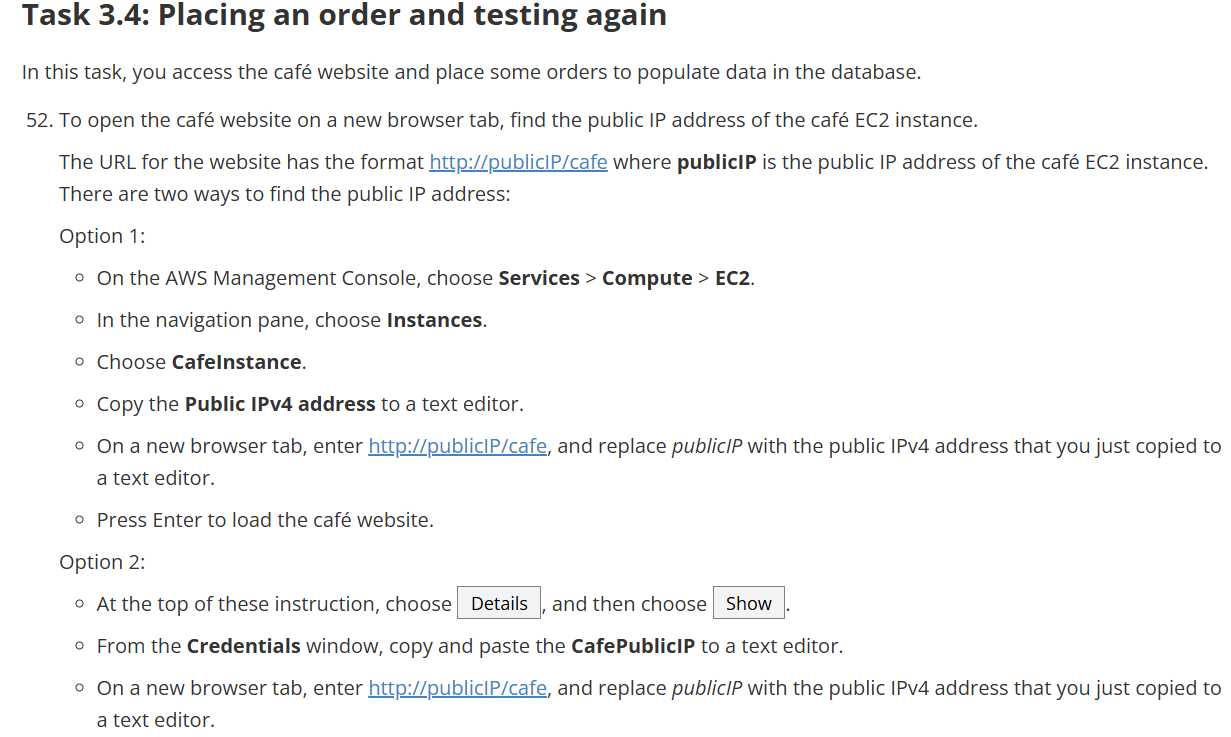 Task 3.4: Placing an order and testing again
In this task, you access the café website and place some orders to populate data in the database.
52. To open the café website on a new browser tab, find the public IP address of the café EC2 instance.
The URL for the website has the format http://publicIP/cafe where publicIP is the public IP address of the café EC2 instance.
There are two ways to find the public IP address:
Option 1:
On the AWS Management Console, choose Services > Compute > EC2.
In the navigation pane, choose Instances.
Choose CafeInstance.
Copy the Public IPv4 address to a text editor.
On a new browser tab, enter http://publicIP/cafe, and replace publicIP with the public IPv4 address that you just copied to
a text editor.
Press Enter to load the café website.
Option 2:
At the top of these instruction, choose Details, and then choose Show.
From the Credentials window, copy and paste the CafePublicIP to a text editor.
On a new browser tab, enter http://publicIP/cafe, and replace publicIP with the public IPv4 address that you just copied to
a text editor.